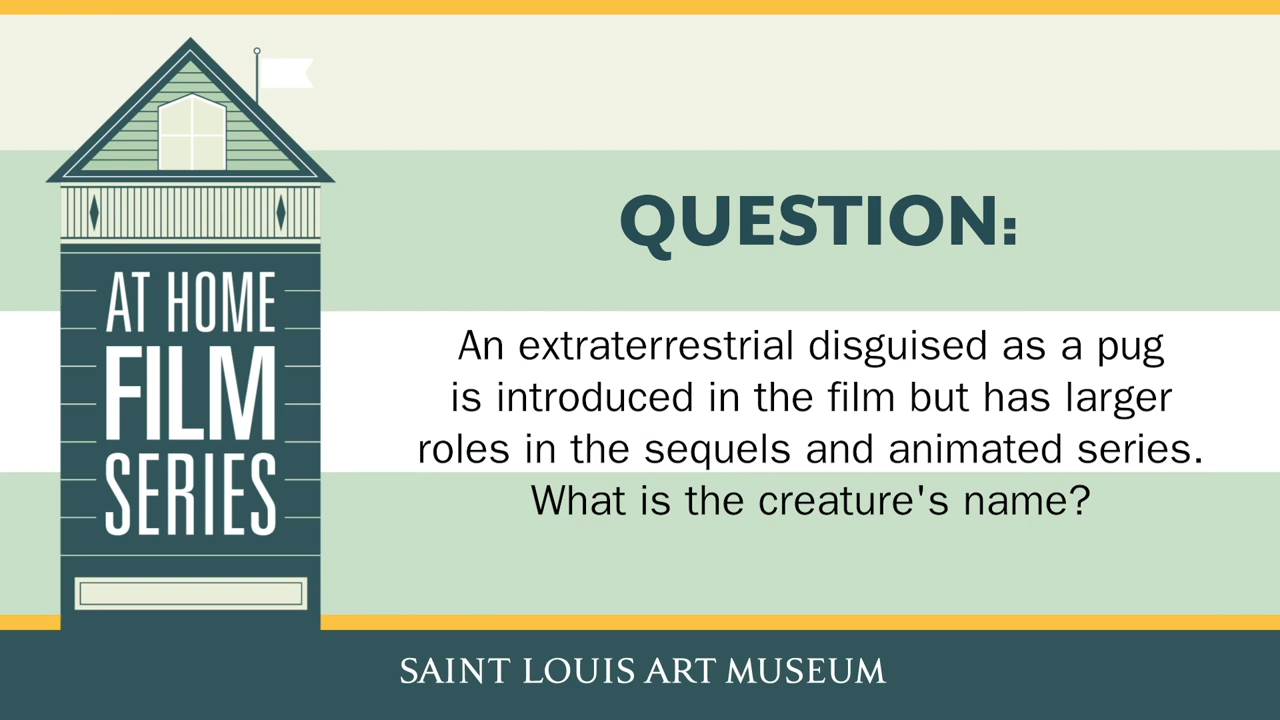 AT HOME
FILM
SERIES
QUESTION:
An extraterrestrial disguised as a pug
is introduced in the film but has larger
roles in the sequels and animated series.
What is the creature's name?
SAINT LOUIS ART MUSEUM